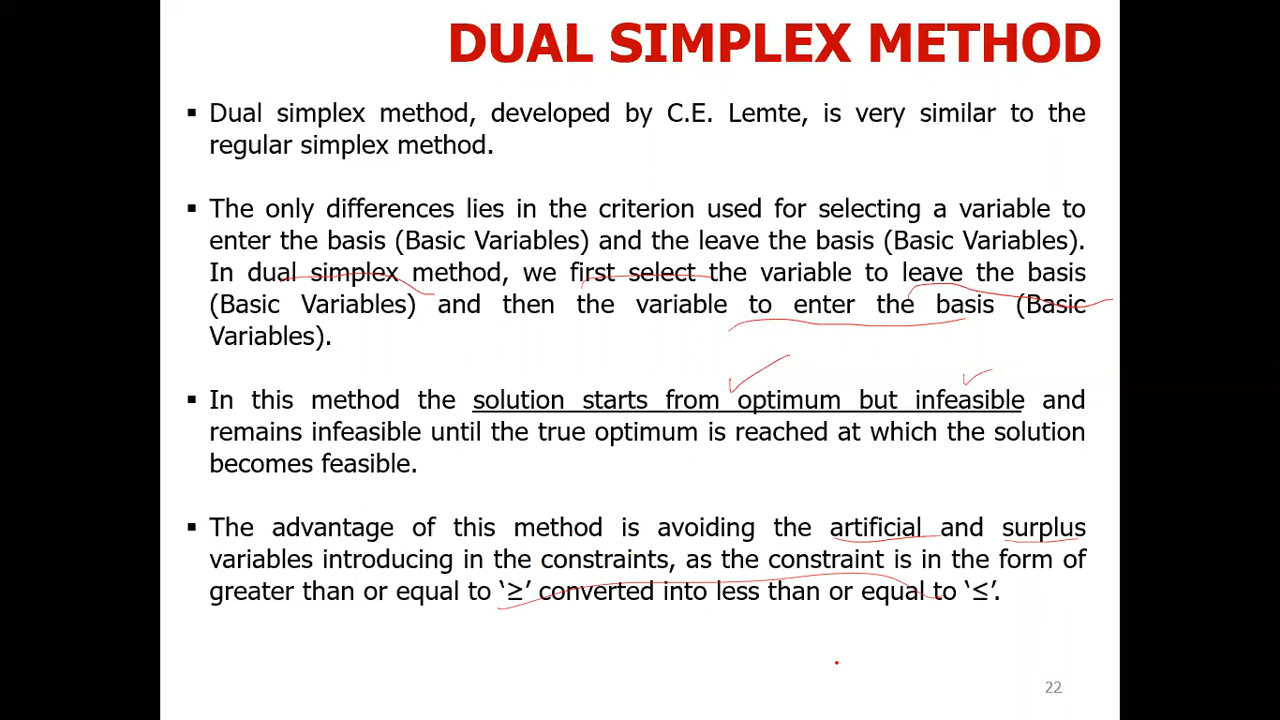 DUAL SIMPLEX METHOD
▪ Dual simplex method, developed by C.E. Lemte, is very similar to the
regular simplex method.
▪ The only differences lies in the criterion used for selecting a variable to
enter the basis (Basic Variables) and the leave the basis (Basic Variables).
In dual simplex method, we first select the variable to leave the basis
(Basic Variables) and then the variable to enter the basis (Basic
Variables).
▪ In this method the solution starts from optimum but infeasible and
remains infeasible until the true optimum is reached at which the solution
becomes feasible.
▪ The advantage of this method is avoiding the artificial and surplus
variables introducing in the constraints, as the constraint is in the form of
greater than or equal to ‘≥’ converted into less than or equal to ‘≤’.
22